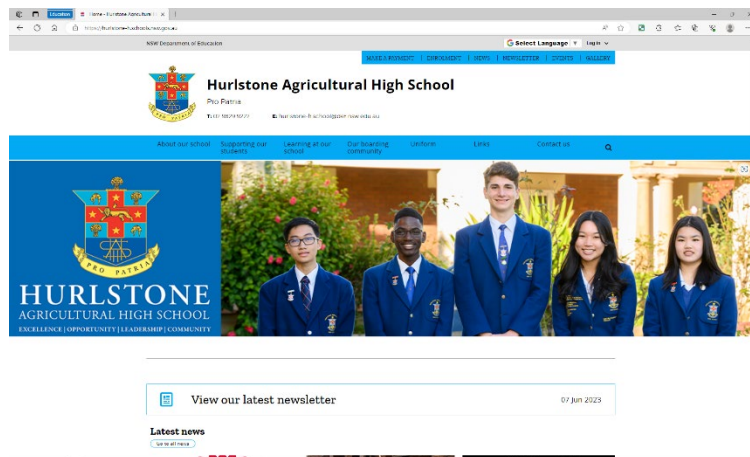 Education
Home - Hurlstone Agricultural Hi
NSW Department of Education
Select Language
Log in
MAKE A PAYMENT | ENROLMENT | NEWS | NEWSLETTER | EVENTS | GALLERY
Hurlstone Agricultural High School
Pro Patria
About our school
Supporting our students
Learning at our school
Our boarding community
Uniform
Links
Contact us
PRO PATRIA
HURLSTONE
AGRICULTURAL HIGH SCHOOL
EXCELLENCE | OPPORTUNITY | LEADERSHIP | COMMUNITY
View our latest newsletter
07 Jun 2023
Latest news
Go to all news